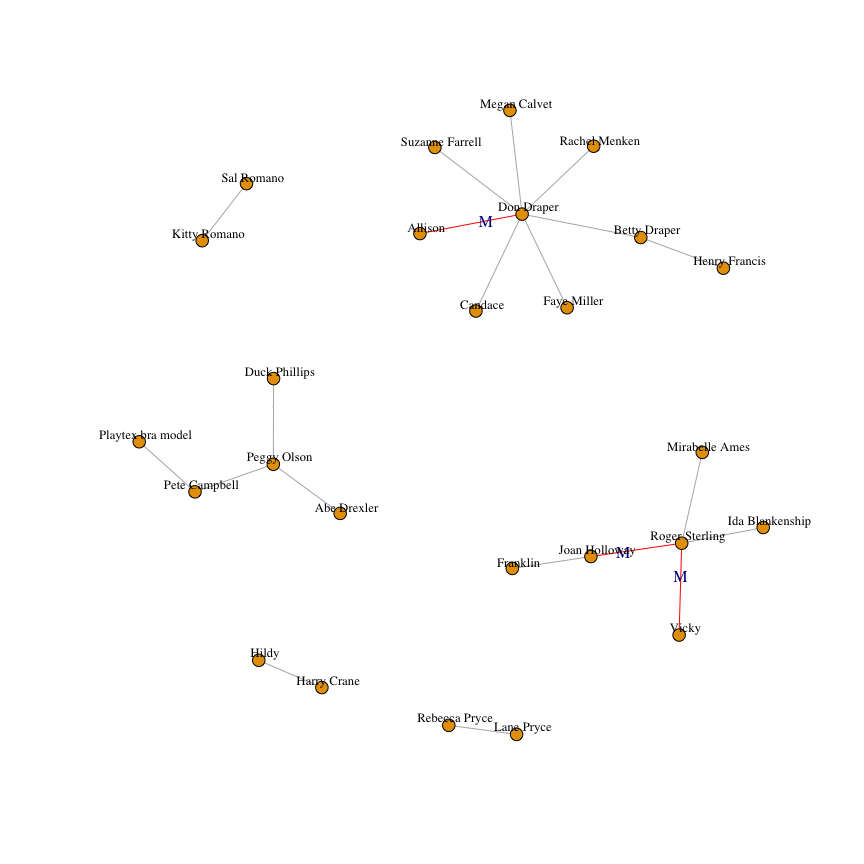 Megan Calvet
Suzanne Farrell
Rachel Menken
Sal Romano
Don Draper
M
Allison
Betty Draper
Kitty Romano
Henry Francis
Candace
Faye Miller
Duck Phillips
Playtex bra model
Mirabelle Ames
Peggy Olson
Pete Campbell
Abe Drexler
Ida Blankenship
Roger Sterling
Joan Holloway
M
Franklin
M
Vicky
Hildy
Harry Crane
Rebecca Pryce
Lane Pryce